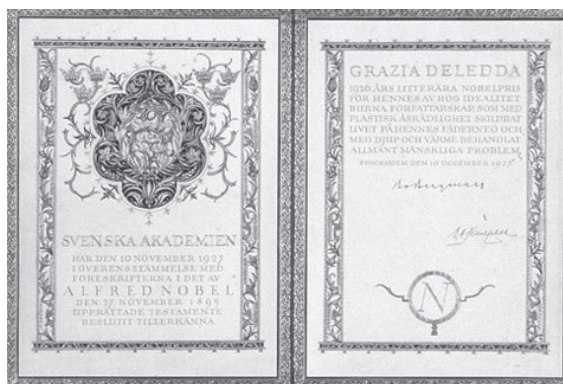 SVENSKA AKADEMIEN
HAR DEN 10 NOVEMBER 1927
I ÖVERENSSTÄMMELSE MED
FÖRESKRIFTERNA I DET AV
ALFRED NOBEL
DEN 27 NOVEMBER 1895
UPPRÄTTADE TESTAMENTE
BESLUTIT TILLERKÄNNA
GRAZIA DELEDDA
1926 ÅRS LITTERÄRA NOBELPRIS
FÖR HENNES AV HÖG IDEALITET
BURNA FÖRFATTARSKAP, SOM MED
PLASTISK ÅSKÅDLIGHET SKILDRAT
LIVET PÅ HENNES FÄDERNEÖ OCH
MED DJUP OCH VÄRME BEHANDLAT
ALLMÄNT MÄNSKLIGA PROBLEM,
STOCKHOLM DEN 10 DECEMBER 1927.
N